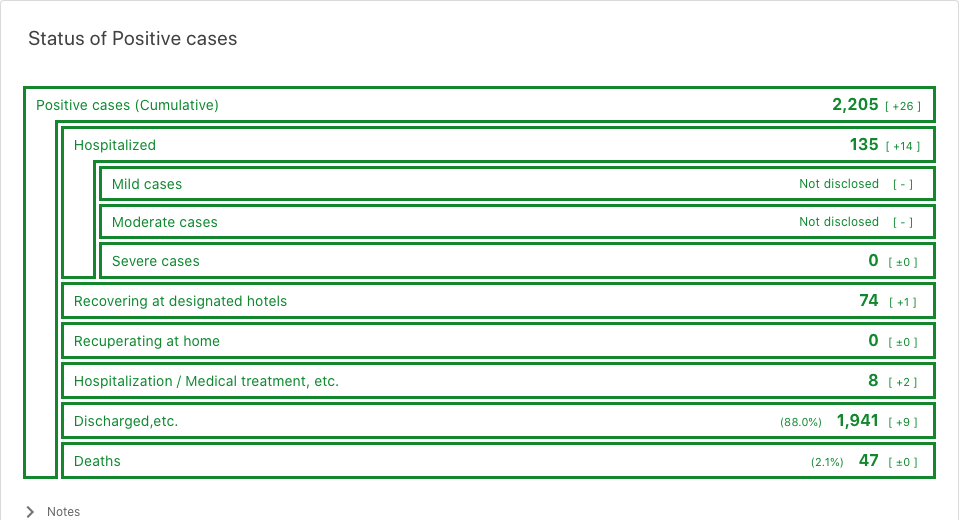 Status of Positive cases
Positive cases (Cumulative) 2,205 [ +26 ]
Hospitalized 135 [ +14 ]
Mild cases Not disclosed [ - ]
Moderate cases Not disclosed [ - ]
Severe cases 0 [ ±0 ]
Recovering at designated hotels 74 [ +1 ]
Recuperating at home 0 [ ±0 ]
Hospitalization / Medical treatment, etc. 8 [ +2 ]
Discharged,etc. (88.0%) 1,941 [ +9 ]
Deaths (2.1%) 47 [ ±0 ]
Notes